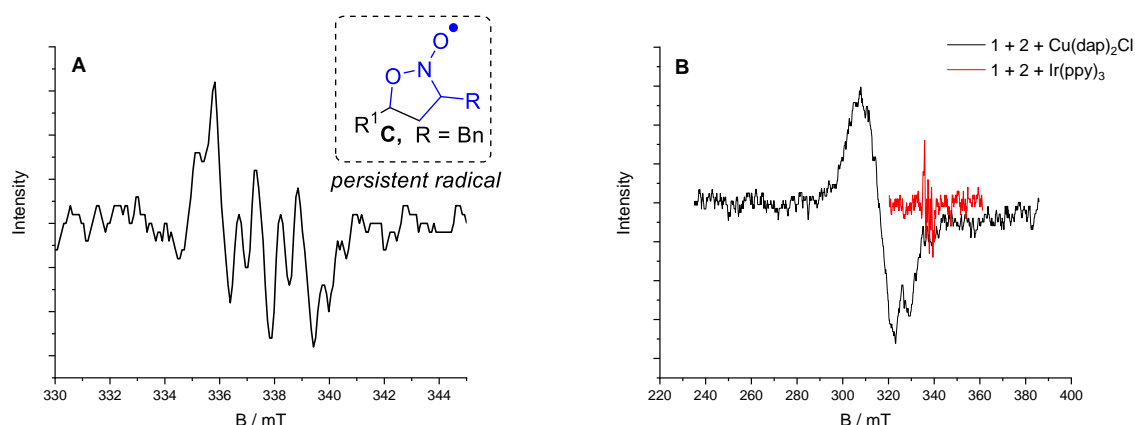 A
O•
O
N
R
R¹
C, R = Bn
persistent radical
Intensity
330 332 334 336 338 340 342 344
B / mT
B
1 + 2 + Cu(dap)₂Cl
1 + 2 + Ir(ppy)₃
Intensity
220 240 260 280 300 320 340 360 380 400
B / mT